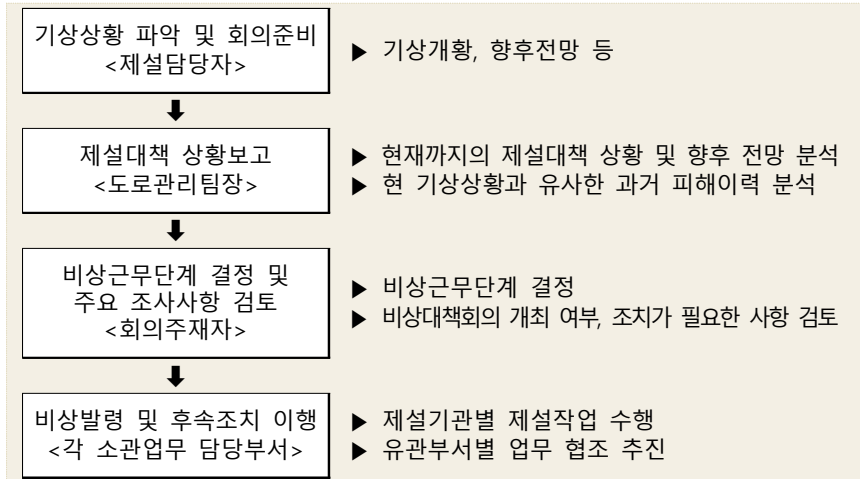 기상상황 파악 및 회의준비
<제설담당자>
▶ 기상개황, 향후전망 등
제설대책 상황보고
<도로관리팀장>
▶ 현재까지의 제설대책 상황 및 향후 전망 분석
▶ 현 기상상황과 유사한 과거 피해이력 분석
비상근무단계 결정 및
주요 조사사항 검토
<회의주재자>
▶ 비상근무단계 결정
▶ 비상대책회의 개최 여부, 조치가 필요한 사항 검토
비상발령 및 후속조치 이행
<각 소관업무 담당부서>
▶ 제설기관별 제설작업 수행
▶ 유관부서별 업무 협조 추진